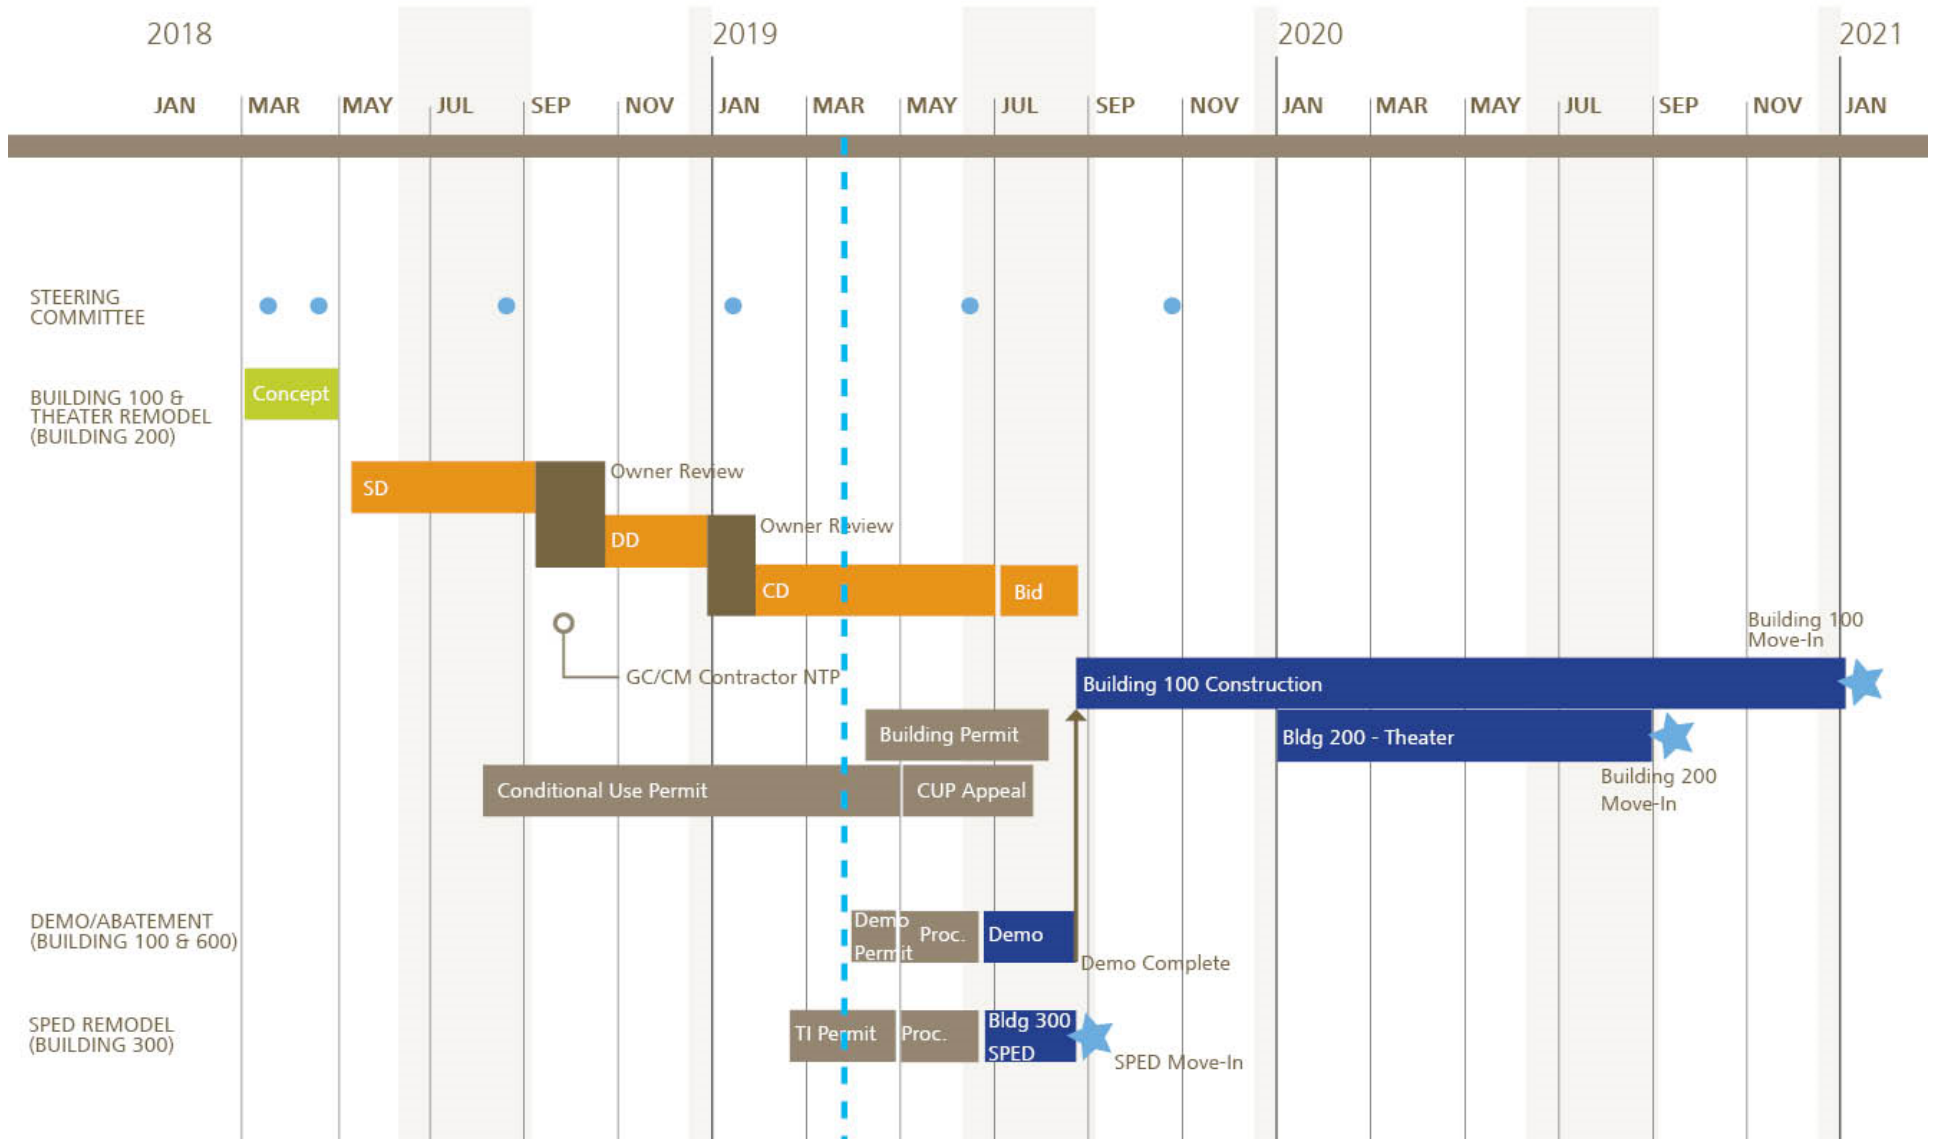 2018
2019
2020
2021
JAN MAR MAY JUL SEP NOV JAN MAR MAY JUL SEP NOV JAN MAR MAY JUL SEP NOV JAN
STEERING
COMMITTEE
BUILDING 100 &
THEATER REMODEL
(BUILDING 200)
Concept
SD
Owner Review
DD
Owner Review
CD
Bid
GC/CM Contractor NTP
Building 100
Move-In
Building 100 Construction
Building Permit
Bldg 200 - Theater
Building 200
Move-In
Conditional Use Permit
CUP Appeal
DEMO/ABATEMENT
(BUILDING 100 & 600)
Demo
Permit
Proc.
Demo
Demo Complete
SPED REMODEL
(BUILDING 300)
TI Permit
Proc.
Bldg 300
SPED
SPED Move-In